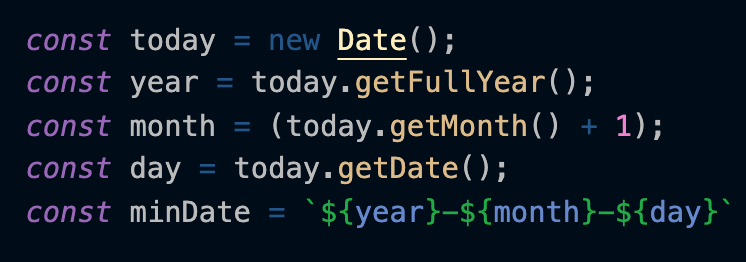 const today = new Date();
const year = today.getFullYear();
const month = (today.getMonth() + 1);
const day = today.getDate();
const minDate = `${year}-${month}-${day}`